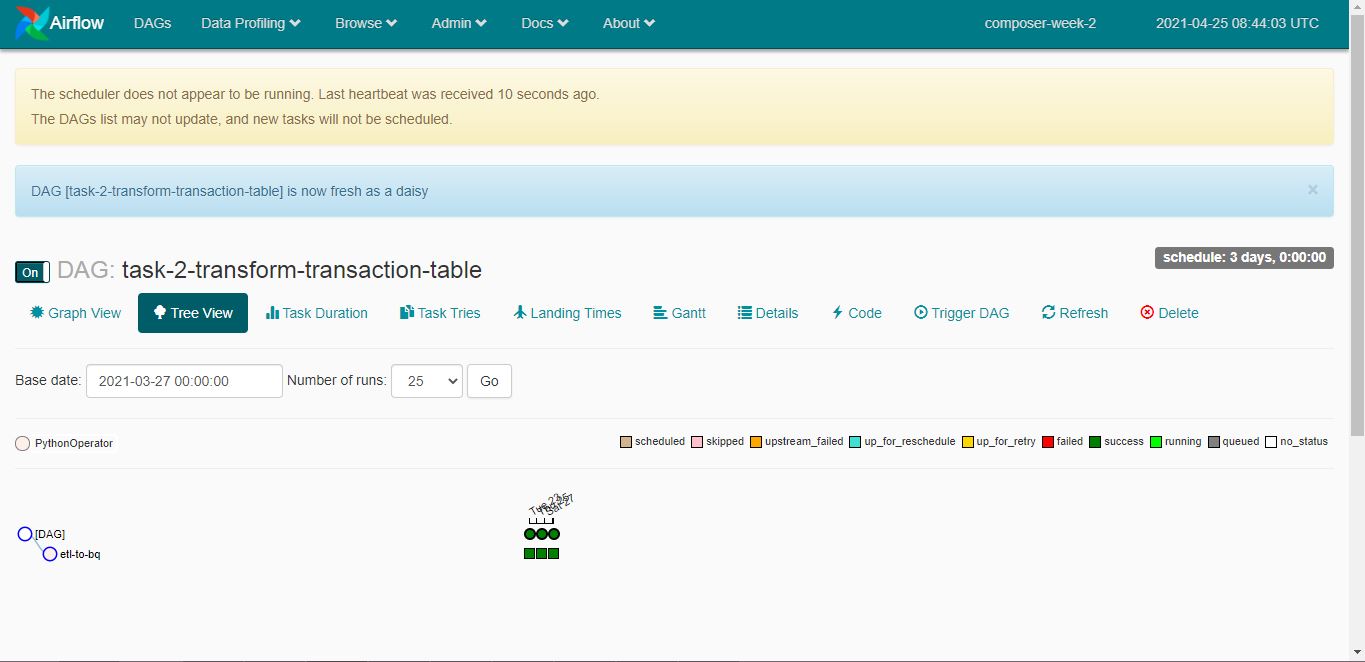 Airflow DAGs Data Profiling Browse Admin Docs About composer-week-2 2021-04-25 08:44:03 UTC
The scheduler does not appear to be running. Last heartbeat was received 10 seconds ago.
The DAGs list may not update, and new tasks will not be scheduled.
DAG [task-2-transform-transaction-table] is now fresh as a daisy ×
On DAG: task-2-transform-transaction-table schedule: 3 days, 0:00:00
Graph View Tree View Task Duration Task Tries Landing Times Gantt Details Code Trigger DAG Refresh Delete
Base date: 2021-03-27 00:00:00 Number of runs: 25 Go
PythonOperator scheduled skipped upstream_failed up_for_reschedule up_for_retry failed success running queued no_status
[DAG]
etl-to-bq